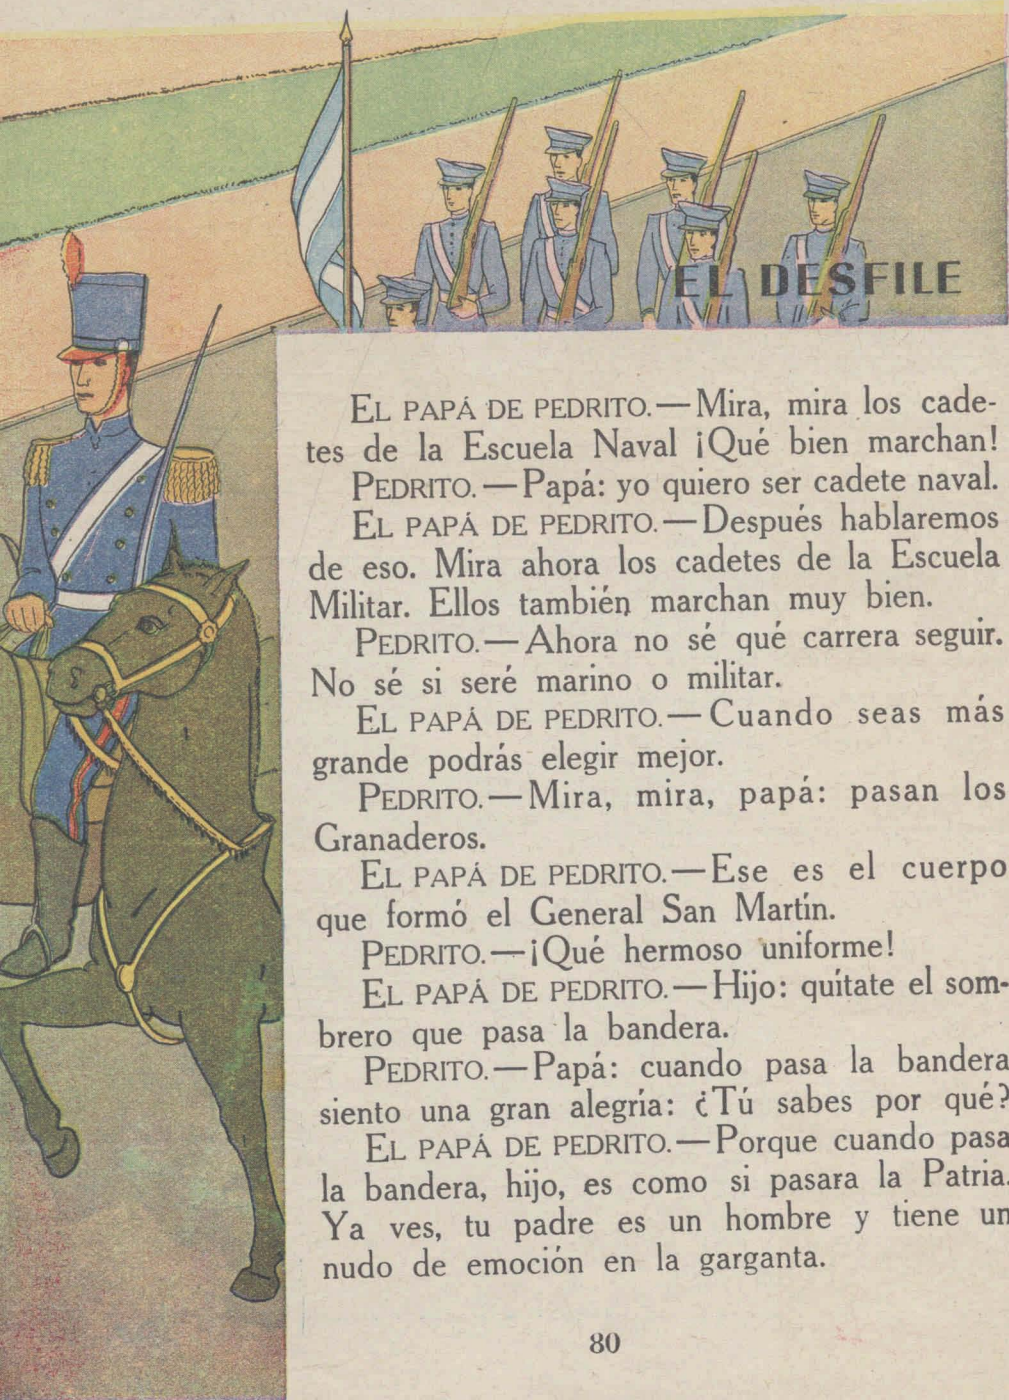 EL DESFILE
EL PAPÁ DE PEDRITO.—Mira, mira los cade-
tes de la Escuela Naval ¡Qué bien marchan!
PEDRITO.—Papá: yo quiero ser cadete naval.
EL PAPÁ DE PEDRITO.—Después hablaremos
de eso. Mira ahora los cadetes de la Escuela
Militar. Ellos también marchan muy bien.
PEDRITO.—Ahora no sé qué carrera seguir.
No sé si seré marino o militar.
EL PAPÁ DE PEDRITO.—Cuando seas más
grande podrás elegir mejor.
PEDRITO.—Mira, mira, papá: pasan los
Granaderos.
EL PAPÁ DE PEDRITO.—Ese es el cuerpo
que formó el General San Martín.
PEDRITO.—¡Qué hermoso uniforme!
EL PAPÁ DE PEDRITO.—Hijo: quítate el som-
brero que pasa la bandera.
PEDRITO.—Papá: cuando pasa la bandera
siento una gran alegría: ¿Tú sabes por qué?
EL PAPÁ DE PEDRITO.—Porque cuando pasa
la bandera, hijo, es como si pasara la Patria.
Ya ves, tu padre es un hombre y tiene un
nudo de emoción en la garganta.
80